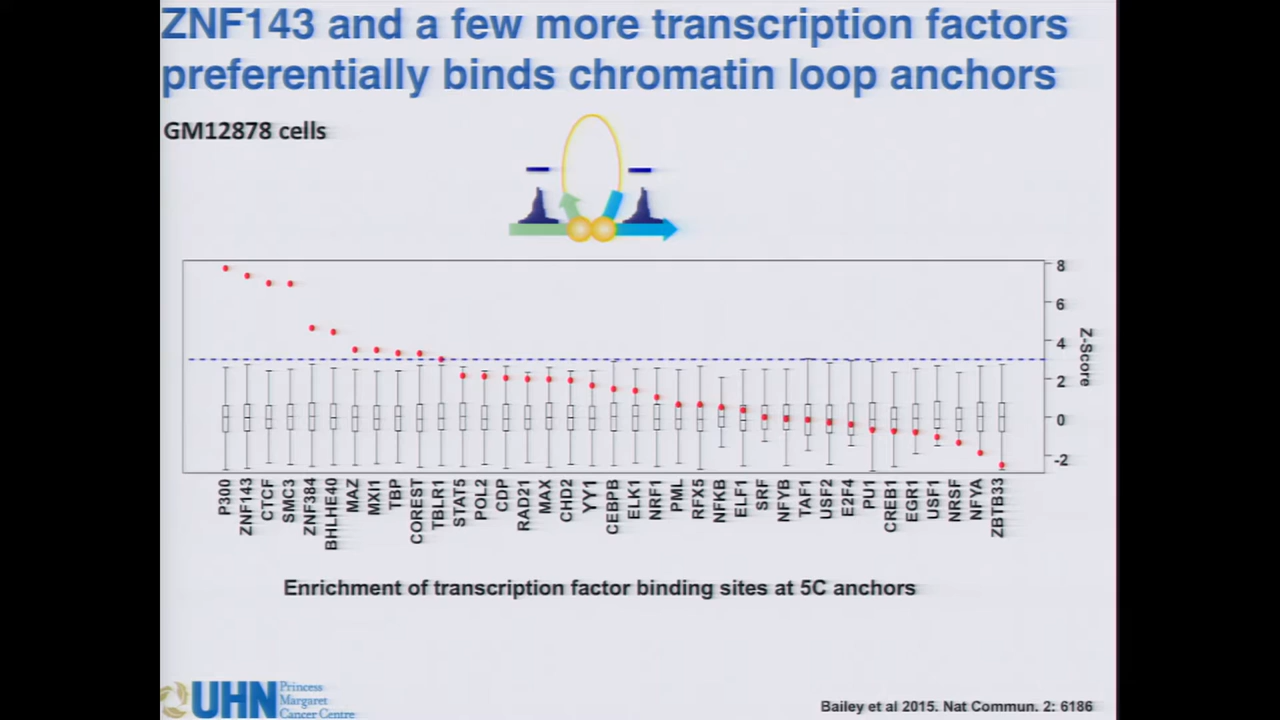 ZNF143 and a few more transcription factors
preferentially binds chromatin loop anchors
GM12878 cells
8
6
4
2
0
-2
Z-Score
P300
ZNF143
CTCF
SMC3
ZNF384
BHLHE40
MAZ
MXI1
TBP
COREST
TBLR1
STAT5
POL2
CDP
RAD21
MAX
CHD2
YY1
CEBPB
ELK1
NRF1
PML
RFX5
NFKB
ELF1
SRF
NFYB
TAF1
USF2
E2F4
PU1
CREB1
EGR1
USF1
NRSF
NFYA
ZBTB33
Enrichment of transcription factor binding sites at 5C anchors
UHN
Princess
Margaret
Cancer Centre
Bailey et al 2015. Nat Commun. 2: 6186